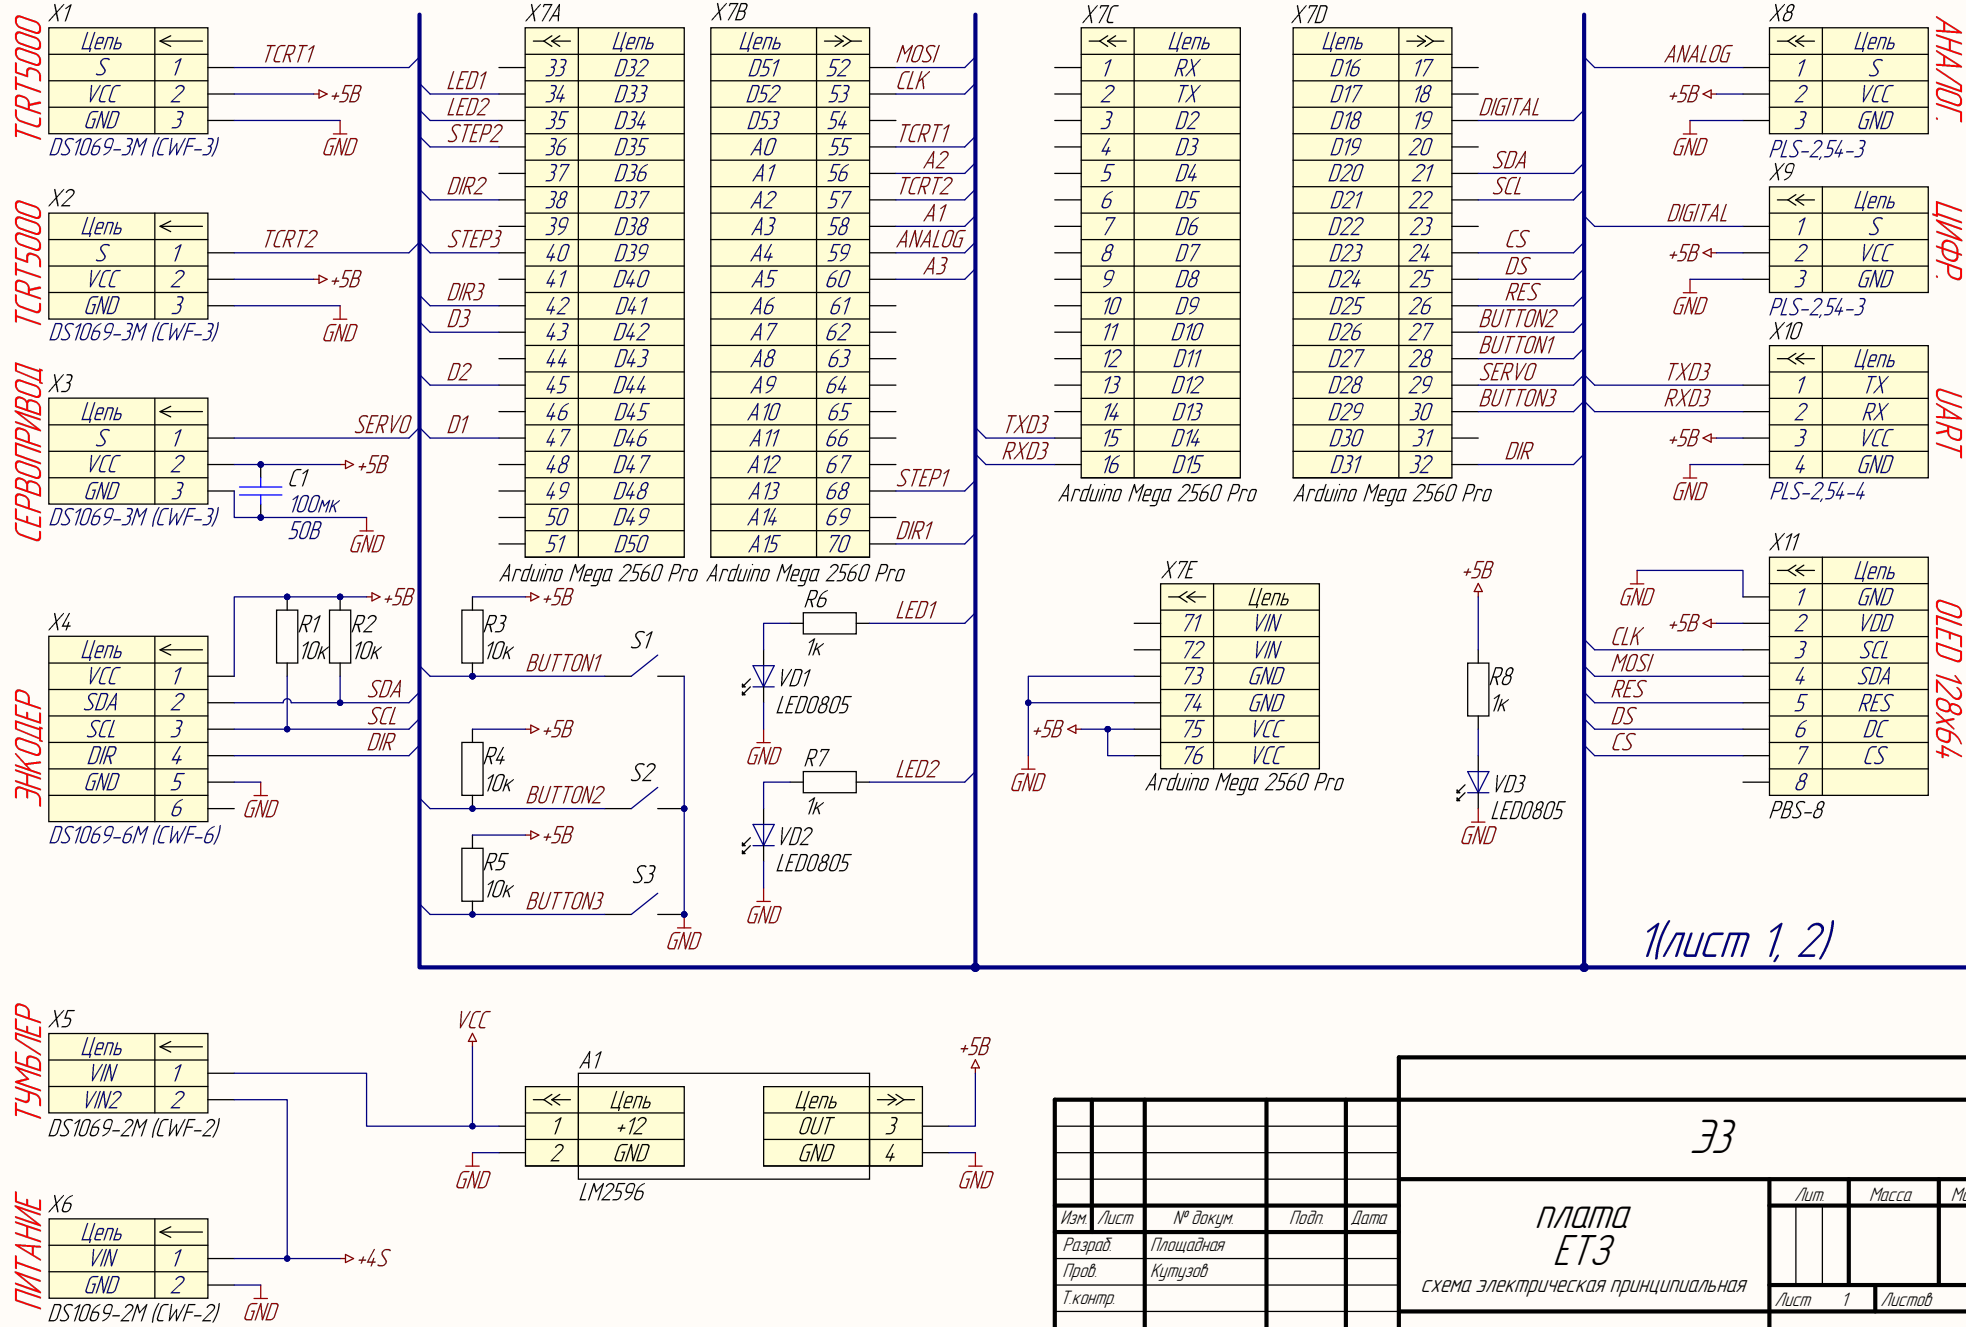 TCRT5000
X1
Цепь
S 1 TCRT1
VCC 2 +5В
GND 3 GND
DS1069-3M (CWF-3)
TCRT5000
X2
Цепь
S 1 TCRT2
VCC 2 +5В
GND 3 GND
DS1069-3M (CWF-3)
СЕРВОПРИВОД
X3
Цепь
S 1 SERVO
VCC 2 +5В
GND 3 GND
C1
100мк
50В
DS1069-3M (CWF-3)
ЭНКОДЕР
X4
Цепь
VCC 1 +5В
SDA 2 SDA
SCL 3 SCL
DIR 4 DIR
GND 5 GND
6
DS1069-6M (CWF-6)
R1
10к
R2
10к
X7A
Цепь
33 D32
LED1 34 D33
LED2 35 D34
STEP2 36 D35
37 D36
DIR2 38 D37
39 D38
STEP3 40 D39
41 D40
DIR3 42 D41
D3 43 D42
44 D43
D2 45 D44
46 D45
D1 47 D46
48 D47
49 D48
50 D49
51 D50
Arduino Mega 2560 Pro
X7B
Цепь
D51 52 MOSI
D52 53 CLK
D53 54
A0 55 TCRT1
A1 56 A2
A2 57 TCRT2
A3 58 A1
A4 59 ANALOG
A5 60 A3
A6 61
A7 62
A8 63
A9 64
A10 65
A11 66
A12 67
A13 68 STEP1
A14 69
A15 70 DIR1
Arduino Mega 2560 Pro
R3
10к
+5В
BUTTON1
S1
R4
10к
+5В
BUTTON2
S2
R5
10к
+5В
BUTTON3
S3
GND
R6
1к
LED1
VD1
LED0805
GND
R7
1к
LED2
VD2
LED0805
GND
X7C
Цепь
1 RX
2 TX
3 D2
4 D3
5 D4
6 D5
7 D6
8 D7
9 D8
10 D9
11 D10
12 D11
13 D12
14 D13
TXD3 15 D14
RXD3 16 D15
Arduino Mega 2560 Pro
X7D
Цепь
D16 17
D17 18
D18 19 DIGITAL
D19 20
D20 21 SDA
D21 22 SCL
D22 23
D23 24 CS
D24 25 DS
D25 26 RES
D26 27 BUTTON2
D27 28 BUTTON1
D28 29 SERVO
D29 30 BUTTON3
D30 31
D31 32 DIR
Arduino Mega 2560 Pro
X7E
Цепь
71 VIN
72 VIN
73 GND
74 GND
+5В 75 VCC
76 VCC
GND
Arduino Mega 2560 Pro
+5В
R8
1к
VD3
LED0805
GND
АНАЛОГ.
X8
Цепь
ANALOG 1 S
+5В 2 VCC
GND 3 GND
PLS-2,54-3
ЦИФР.
X9
Цепь
DIGITAL 1 S
+5В 2 VCC
GND 3 GND
PLS-2,54-3
UART
X10
Цепь
TXD3 1 TX
RXD3 2 RX
+5В 3 VCC
GND 4 GND
PLS-2,54-4
OLED 128x64
X11
Цепь
GND 1 GND
+5В 2 VDD
CLK 3 SCL
MOSI 4 SDA
RES 5 RES
DS 6 DC
CS 7 CS
8
PBS-8
1(лист 1, 2)
ТУМБЛЕР
X5
Цепь
VIN 1
VIN2 2
DS1069-2M (CWF-2)
ПИТАНИЕ
X6
Цепь
VIN 1 +4S
GND 2 GND
DS1069-2M (CWF-2)
VCC
A1
Цепь
1 +12
2 GND
GND
Цепь
OUT 3 +5В
GND 4 GND
LM2596
Э3
плата
ЕТ3
схема электрическая принципиальная
Изм. Лист № докум. Подп. Дата
Разраб. Площадная
Пров. Кутузов
Т.контр.
Лит. Масса
Лист 1 Листов